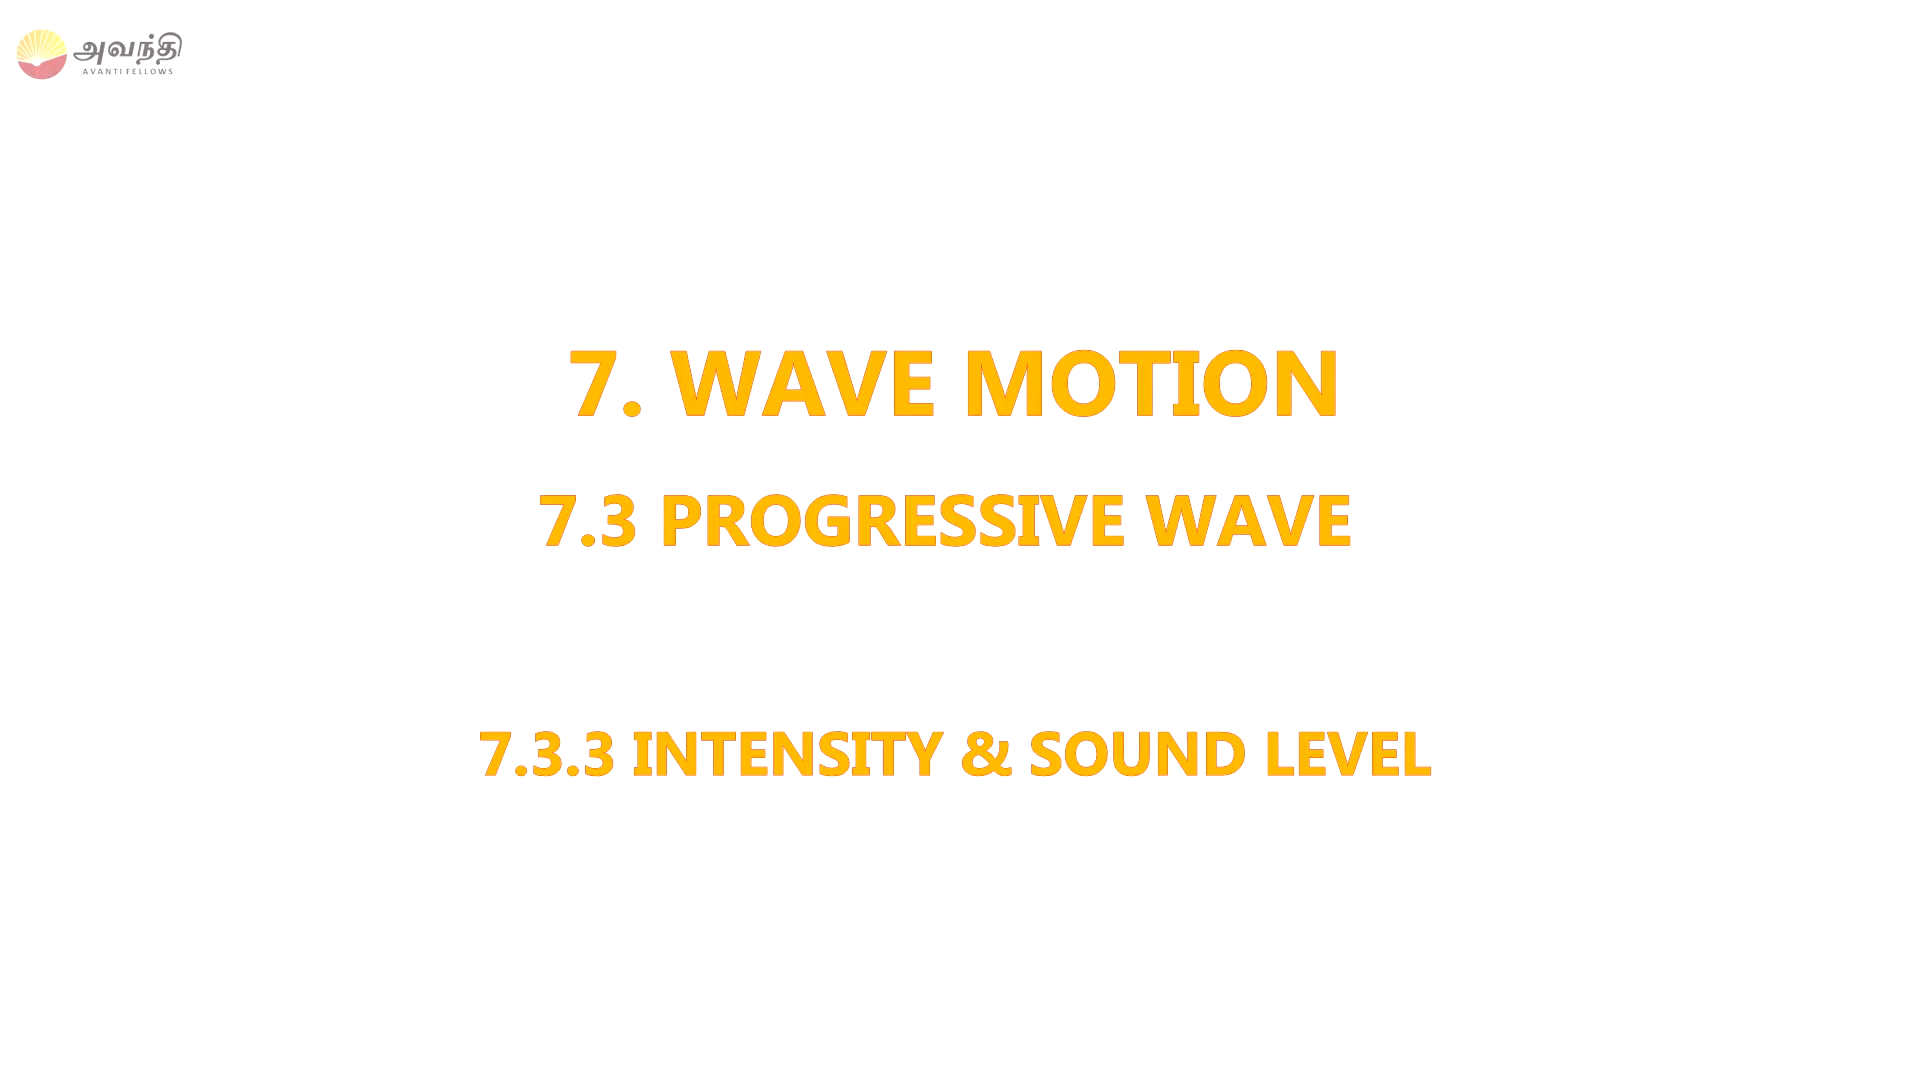 அவந்தி
AVANTI FELLOWS
7. WAVE MOTION
7.3 PROGRESSIVE WAVE
7.3.3 INTENSITY & SOUND LEVEL